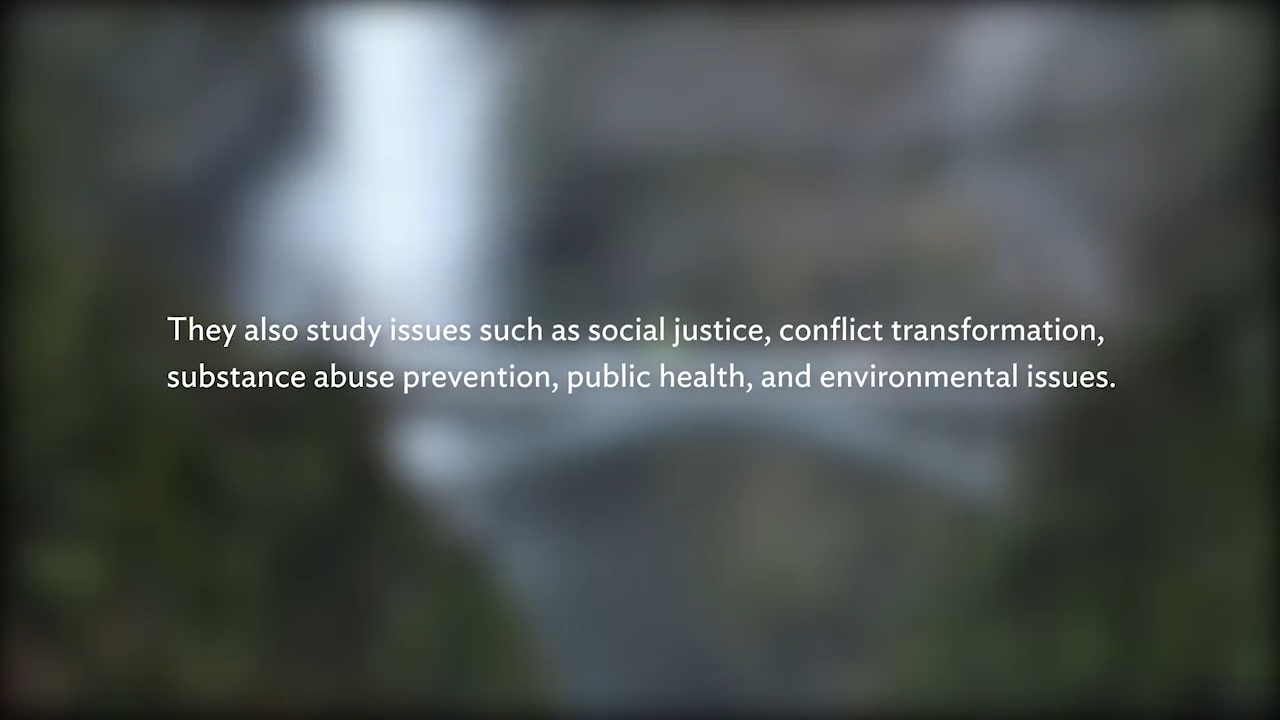 They also study issues such as social justice, conflict transformation,
substance abuse prevention, public health, and environmental issues.